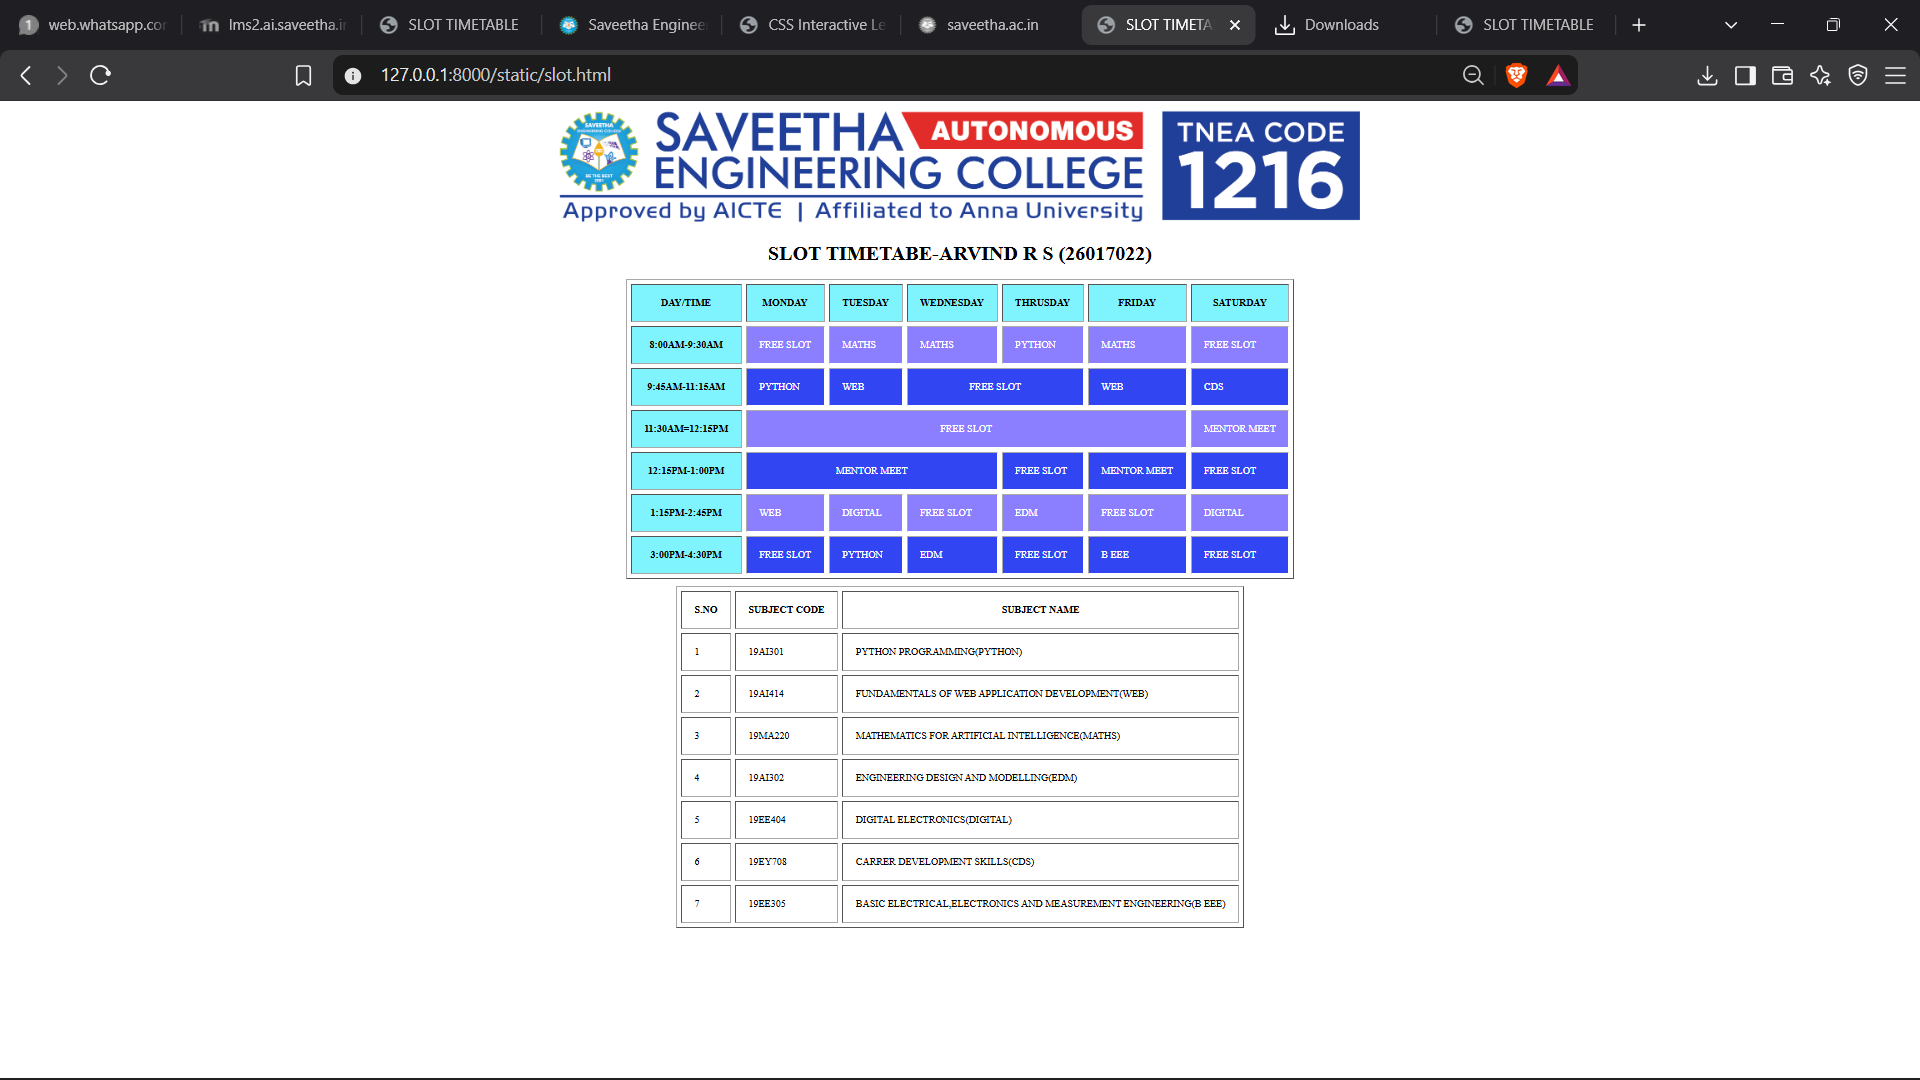 1 web.whatsapp.co
lms2.ai.saveetha.i
SLOT TIMETABLE
Saveetha Enginee
CSS Interactive Le
saveetha.ac.in
SLOT TIMETA
Downloads
SLOT TIMETABLE
127.0.0.1:8000/static/slot.html
SAVEETHA AUTONOMOUS
ENGINEERING COLLEGE
Approved by AICTE | Affiliated to Anna University
TNEA CODE
1216
SLOT TIMETABE-ARVIND R S (26017022)
DAY/TIME MONDAY TUESDAY WEDNESDAY THRUSDAY FRIDAY SATURDAY
8:00AM-9:30AM FREE SLOT MATHS MATHS PYTHON MATHS FREE SLOT
9:45AM-11:15AM PYTHON WEB FREE SLOT WEB CDS
11:30AM=12:15PM FREE SLOT MENTOR MEET
12:15PM-1:00PM MENTOR MEET FREE SLOT MENTOR MEET FREE SLOT
1:15PM-2:45PM WEB DIGITAL FREE SLOT EDM FREE SLOT DIGITAL
3:00PM-4:30PM FREE SLOT PYTHON EDM FREE SLOT B EEE FREE SLOT
S.NO SUBJECT CODE SUBJECT NAME
1 19AI301 PYTHON PROGRAMMING(PYTHON)
2 19AI414 FUNDAMENTALS OF WEB APPLICATION DEVELOPMENT(WEB)
3 19MA220 MATHEMATICS FOR ARTIFICIAL INTELLIGENCE(MATHS)
4 19AI302 ENGINEERING DESIGN AND MODELLING(EDM)
5 19EE404 DIGITAL ELECTRONICS(DIGITAL)
6 19EY708 CARRER DEVELOPMENT SKILLS(CDS)
7 19EE305 BASIC ELECTRICAL,ELECTRONICS AND MEASUREMENT ENGINEERING(B EEE)